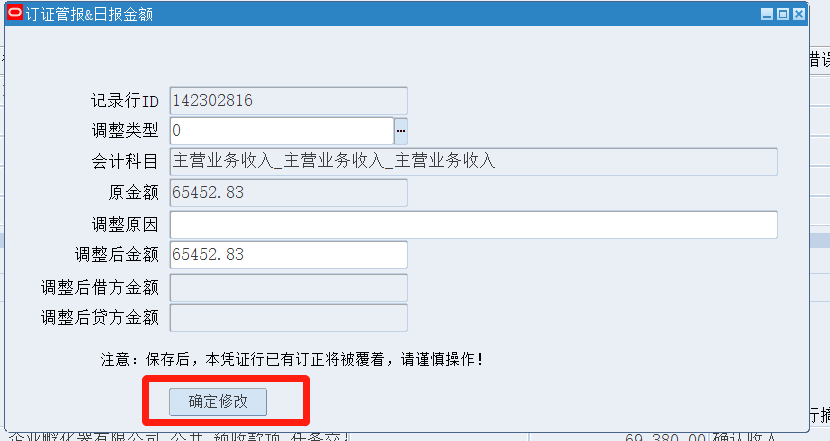 订证管报&日报金额
错误
记录行ID 142302816
调整类型 0
会计科目 主营业务收入_主营业务收入_主营业务收入
原金额 65452.83
调整原因
调整后金额 65452.83
调整后借方金额
调整后贷方金额
注意：保存后，本凭证行已有订正将被覆着，请谨慎操作！
确定修改
行摘
企业孵化器有限公司 公共 预收款项 任务交 69,380.00 确认收入